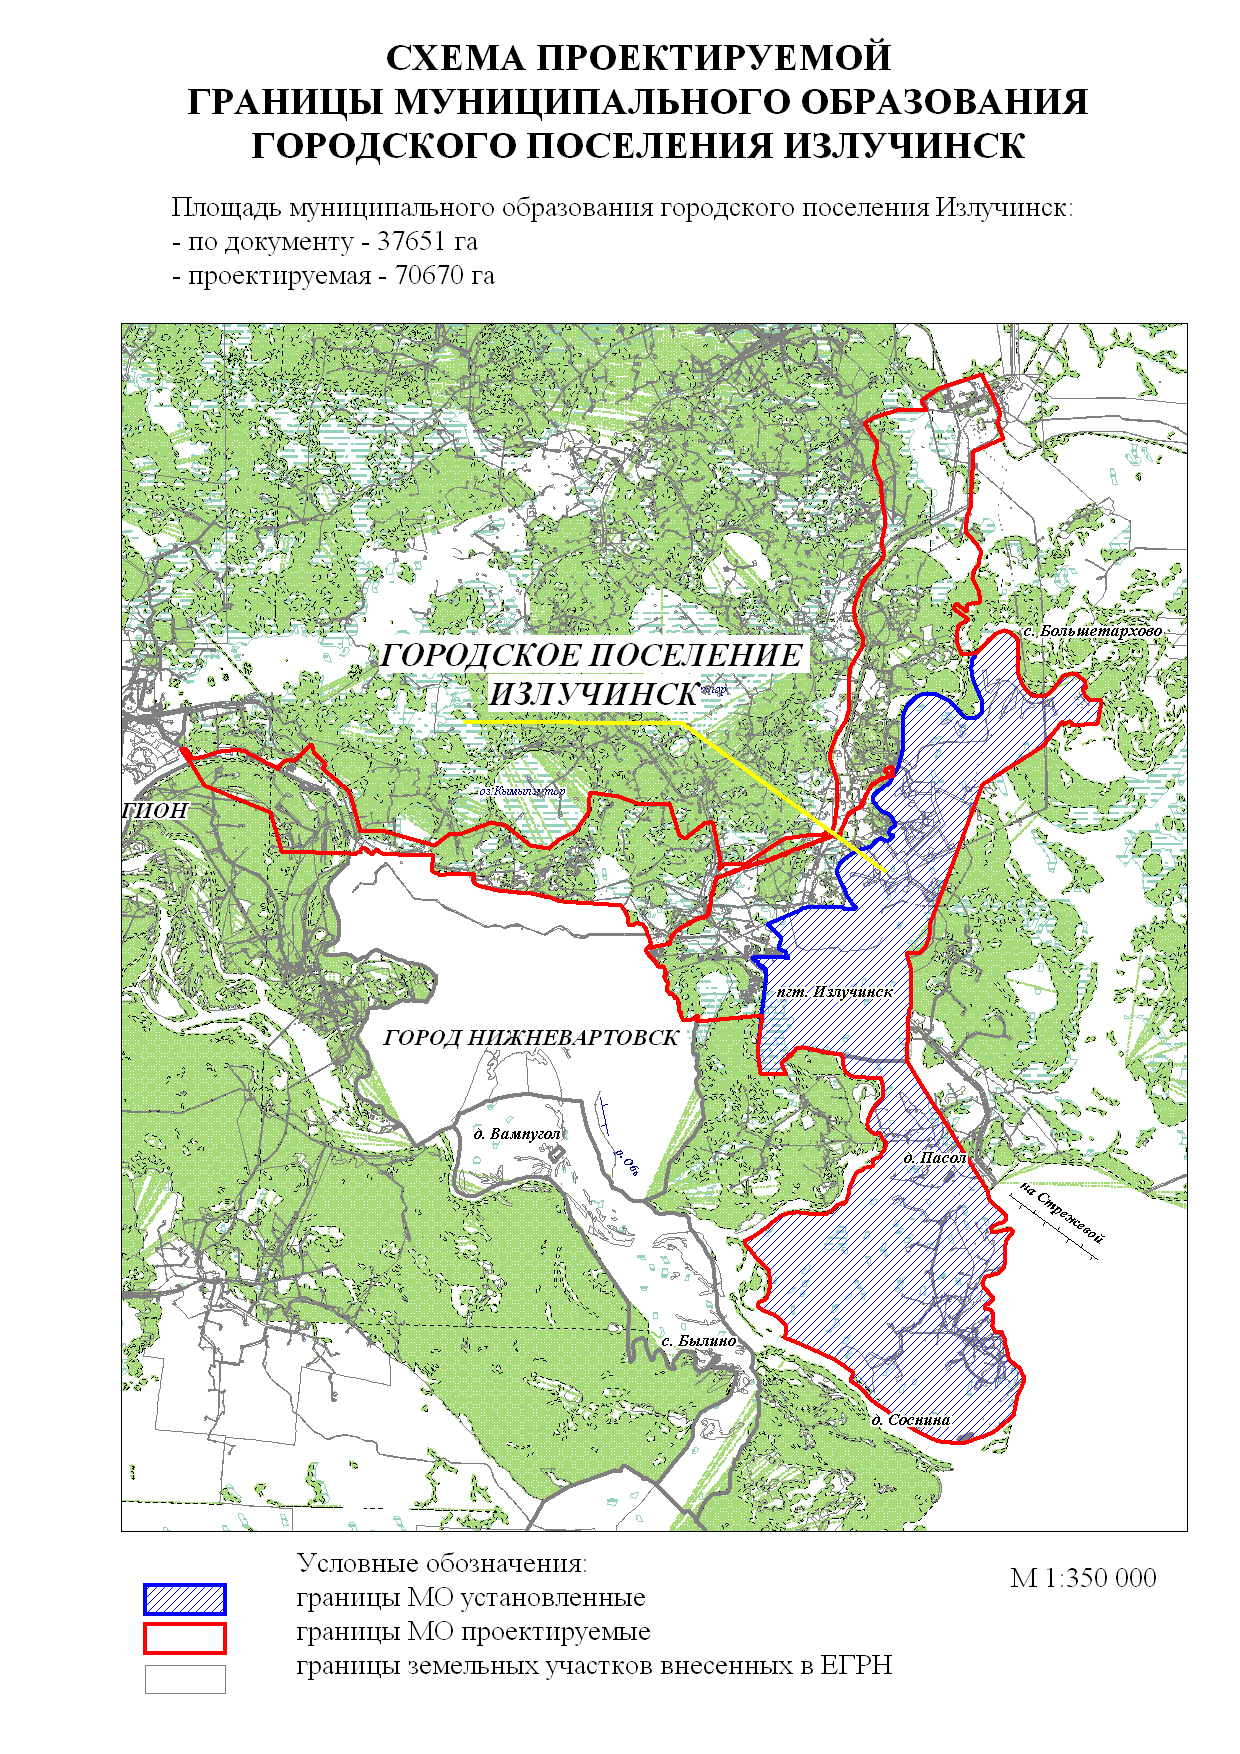 СХЕМА ПРОЕКТИРУЕМОЙ
ГРАНИЦЫ МУНИЦИПАЛЬНОГО ОБРАЗОВАНИЯ
ГОРОДСКОГО ПОСЕЛЕНИЯ ИЗЛУЧИНСК
Площадь муниципального образования городского поселения Излучинск:
- по документу - 37651 га
- проектируемая - 70670 га
с. Большетархово
ГОРОДСКОЕ ПОСЕЛЕНИЕ
ИЗЛУЧИНСК
оз.Кымыпэмтор
ГИОН
пгт. Излучинск
ГОРОД НИЖНЕВАРТОВСК
д. Вампугол
р. Обь
д. Пасол
на Стрежевой
с. Былино
д. Соснина
Условные обозначения:
границы МО установленные
границы МО проектируемые
границы земельных участков внесенных в ЕГРН
М 1:350 000